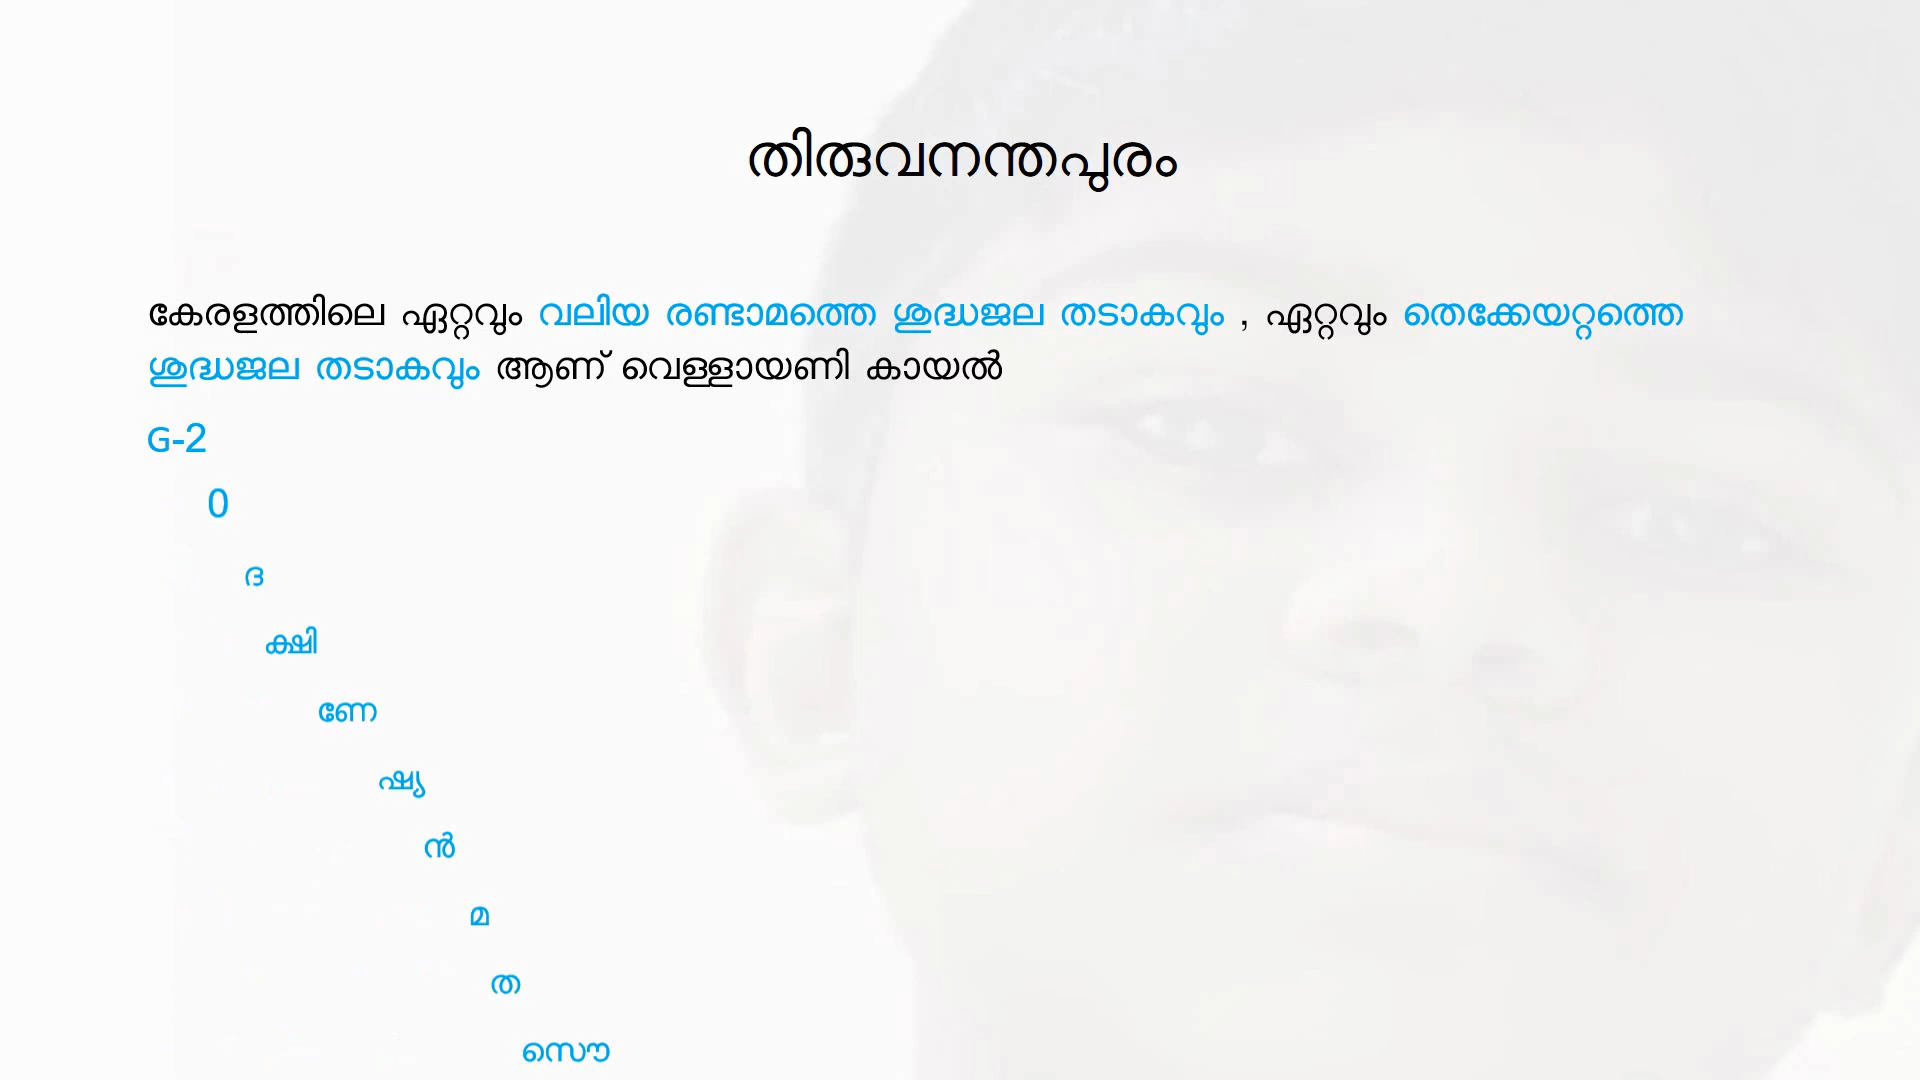 തിരുവനന്തപുരം
കേരളത്തിലെ ഏറ്റവും വലിയ രണ്ടാമത്തെ ശുദ്ധജല തടാകവും , ഏറ്റവും തെക്കേയറ്റത്തെ
ശുദ്ധജല തടാകവും ആണ് വെള്ളായണി കായൽ
G-2
0
ദ
ക്ഷി
ണേ
ഷ്യ
ൻ
മ
ത
സൌ